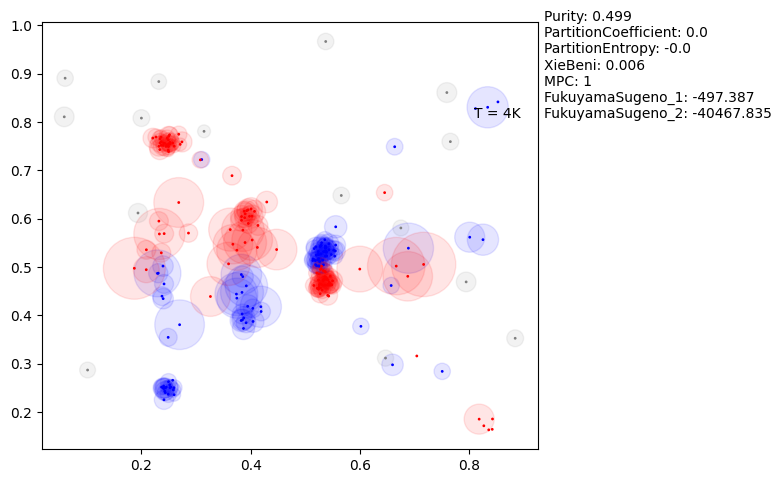 Purity: 0.499
PartitionCoefficient: 0.0
PartitionEntropy: -0.0
XieBeni: 0.006
MPC: 1
FukuyamaSugeno_1: -497.387
FukuyamaSugeno_2: -40467.835
T = 4K
1.0
0.9
0.8
0.7
0.6
0.5
0.4
0.3
0.2
0.2 0.4 0.6 0.8